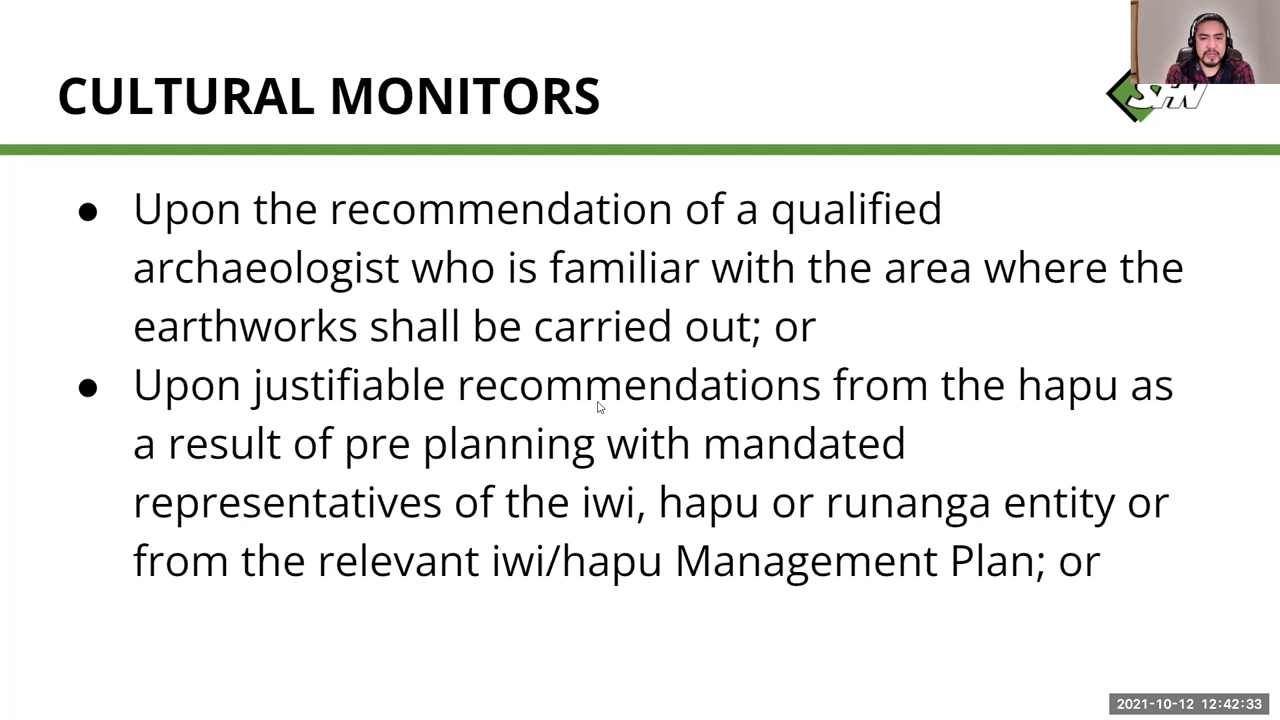 CULTURAL MONITORS
SFN
● Upon the recommendation of a qualified
archaeologist who is familiar with the area where the
earthworks shall be carried out; or
● Upon justifiable recommendations from the hapu as
a result of pre planning with mandated
representatives of the iwi, hapu or runanga entity or
from the relevant iwi/hapu Management Plan; or
2021-10-12 12:42:33